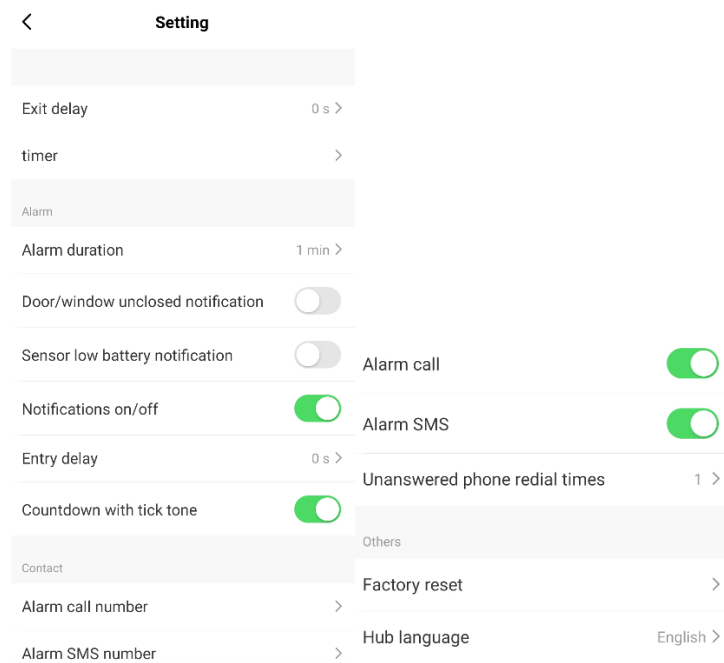 Setting
Exit delay
0 s
timer
Alarm
Alarm duration
1 min
Door/window unclosed notification
Sensor low battery notification
Notifications on/off
Entry delay
0 s
Countdown with tick tone
Contact
Alarm call number
Alarm SMS number
Alarm call
Alarm SMS
Unanswered phone redial times
1
Others
Factory reset
Hub language
English